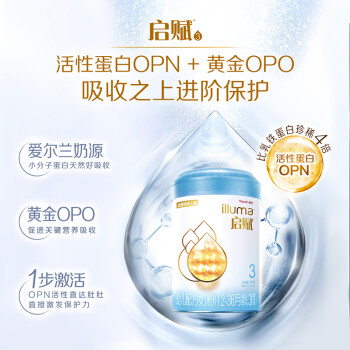 启赋3
活性蛋白OPN + 黄金OPO
吸收之上进阶保护
爱尔兰奶源
小分子蛋白天然好吸收
黄金OPO
促进关键营养吸收
1步激活
OPN活性直达肚肚
直接激发保护力
比乳铁蛋白珍稀4倍
活性蛋白
OPN
illuma
启赋
3